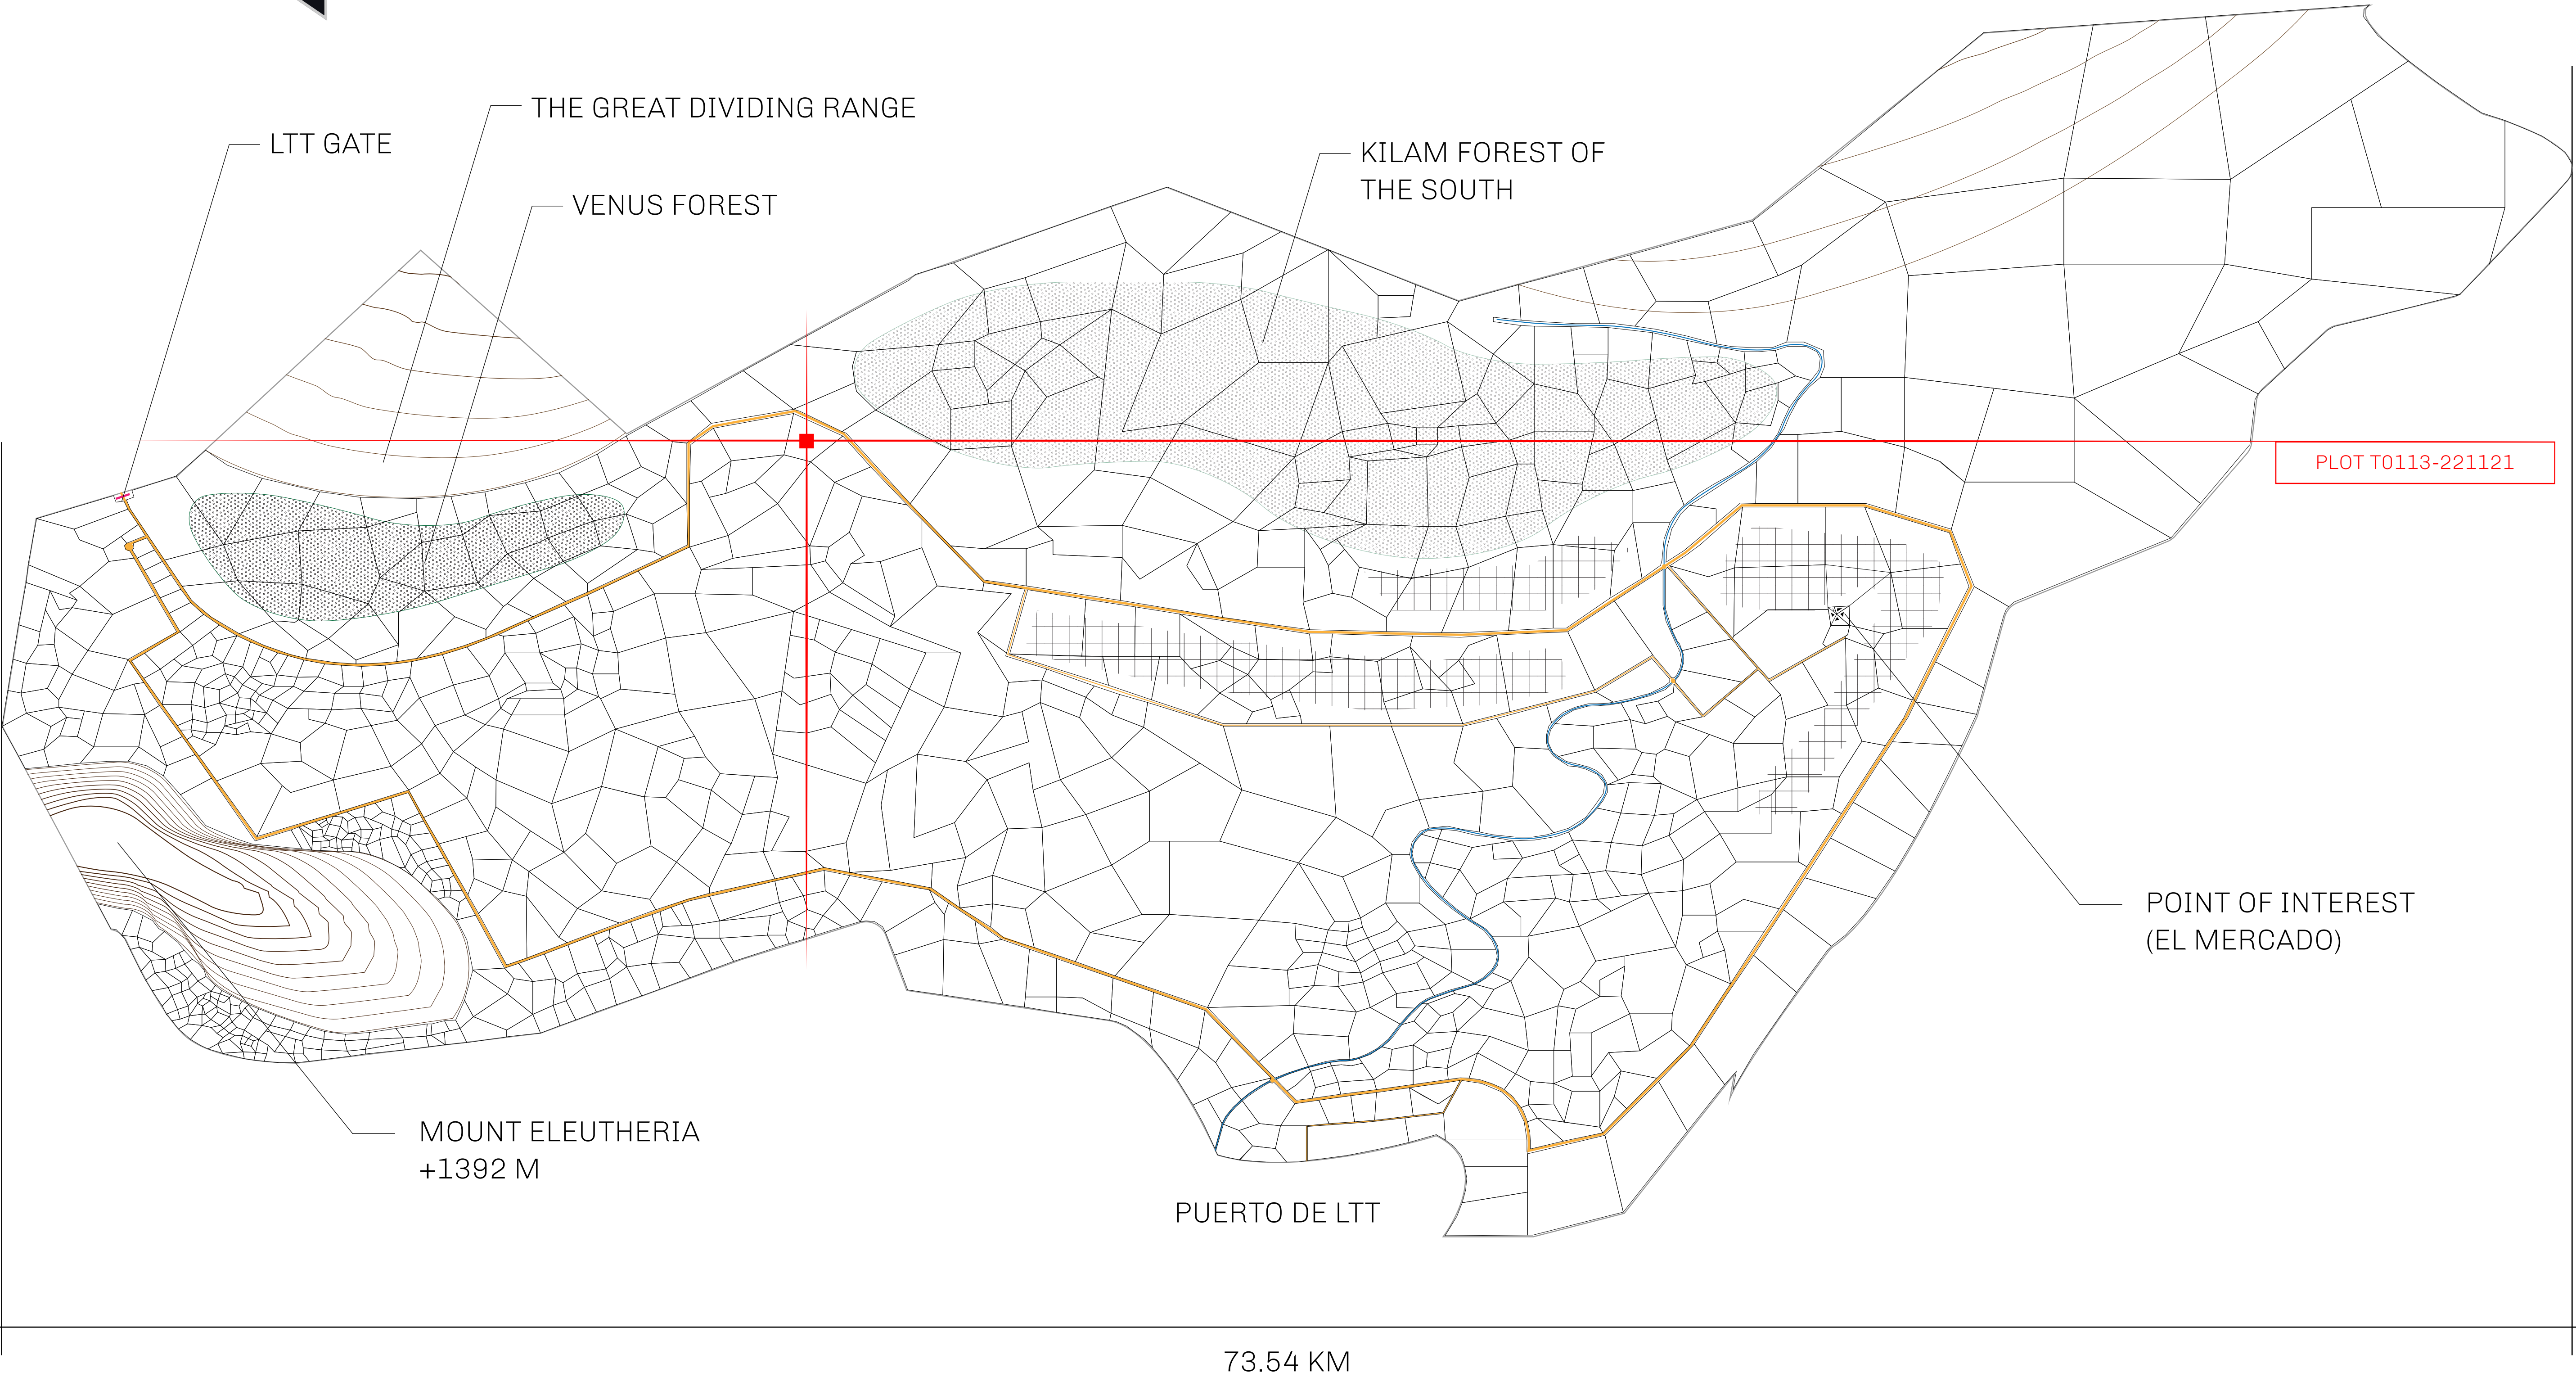 THE GREAT DIVIDING RANGE
LTT GATE
VENUS FOREST
KILAM FOREST OF
THE SOUTH
PLOT T0113-221121
POINT OF INTEREST
(EL MERCADO)
MOUNT ELEUTHERIA
+1392 M
PUERTO DE LTT
73.54 KM